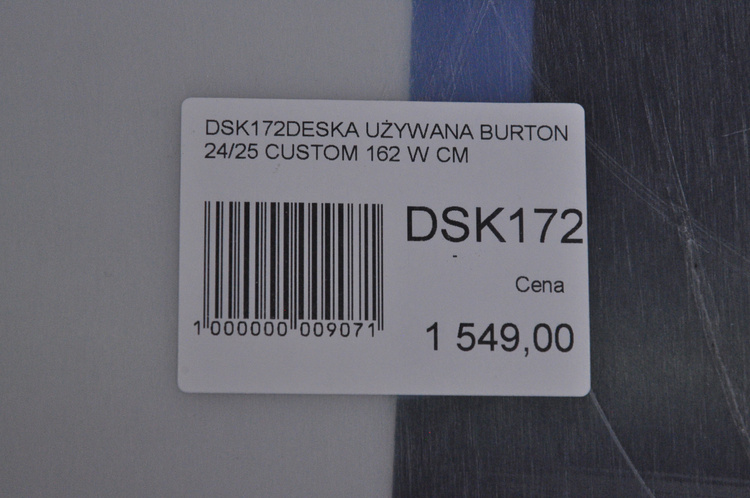 DSK172DESKA UŻYWANA BURTON
24/25 CUSTOM 162 W CM
DSK172
-
Cena
1 000000 009071
1 549,00